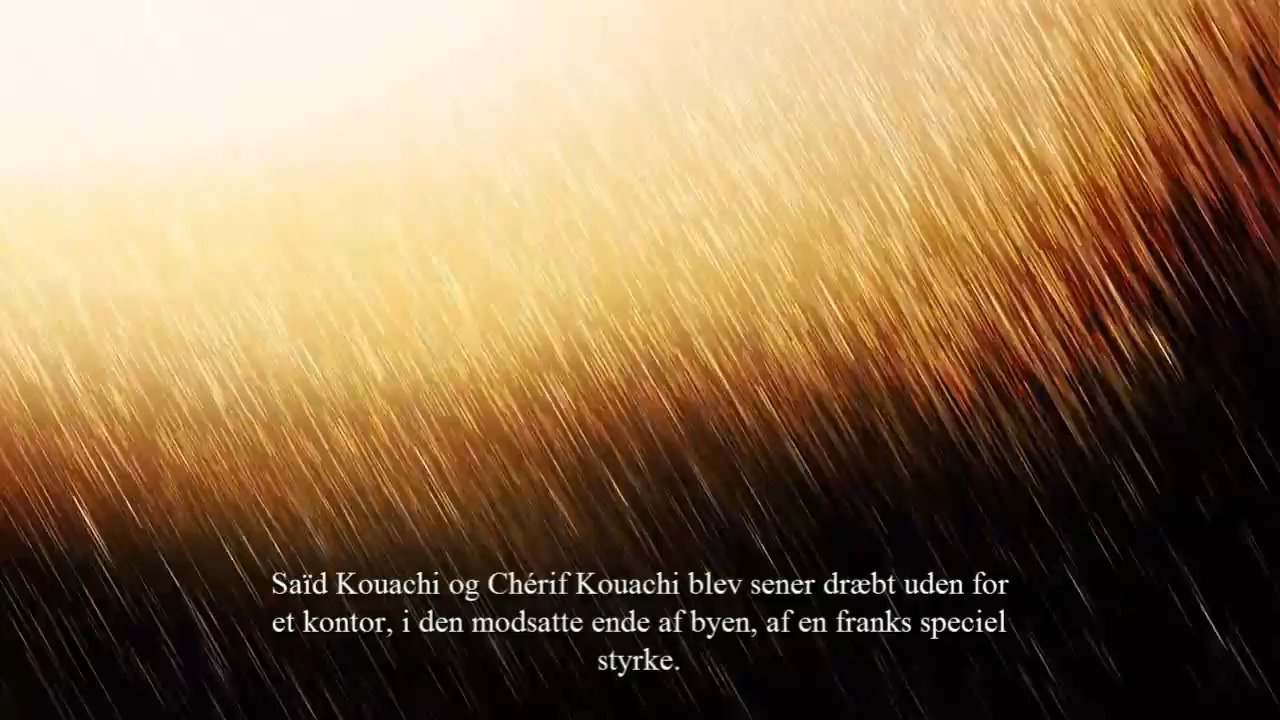 Saïd Kouachi og Chérif Kouachi blev sener dræbt uden for
et kontor, i den modsatte ende af byen, af en franks speciel
styrke.